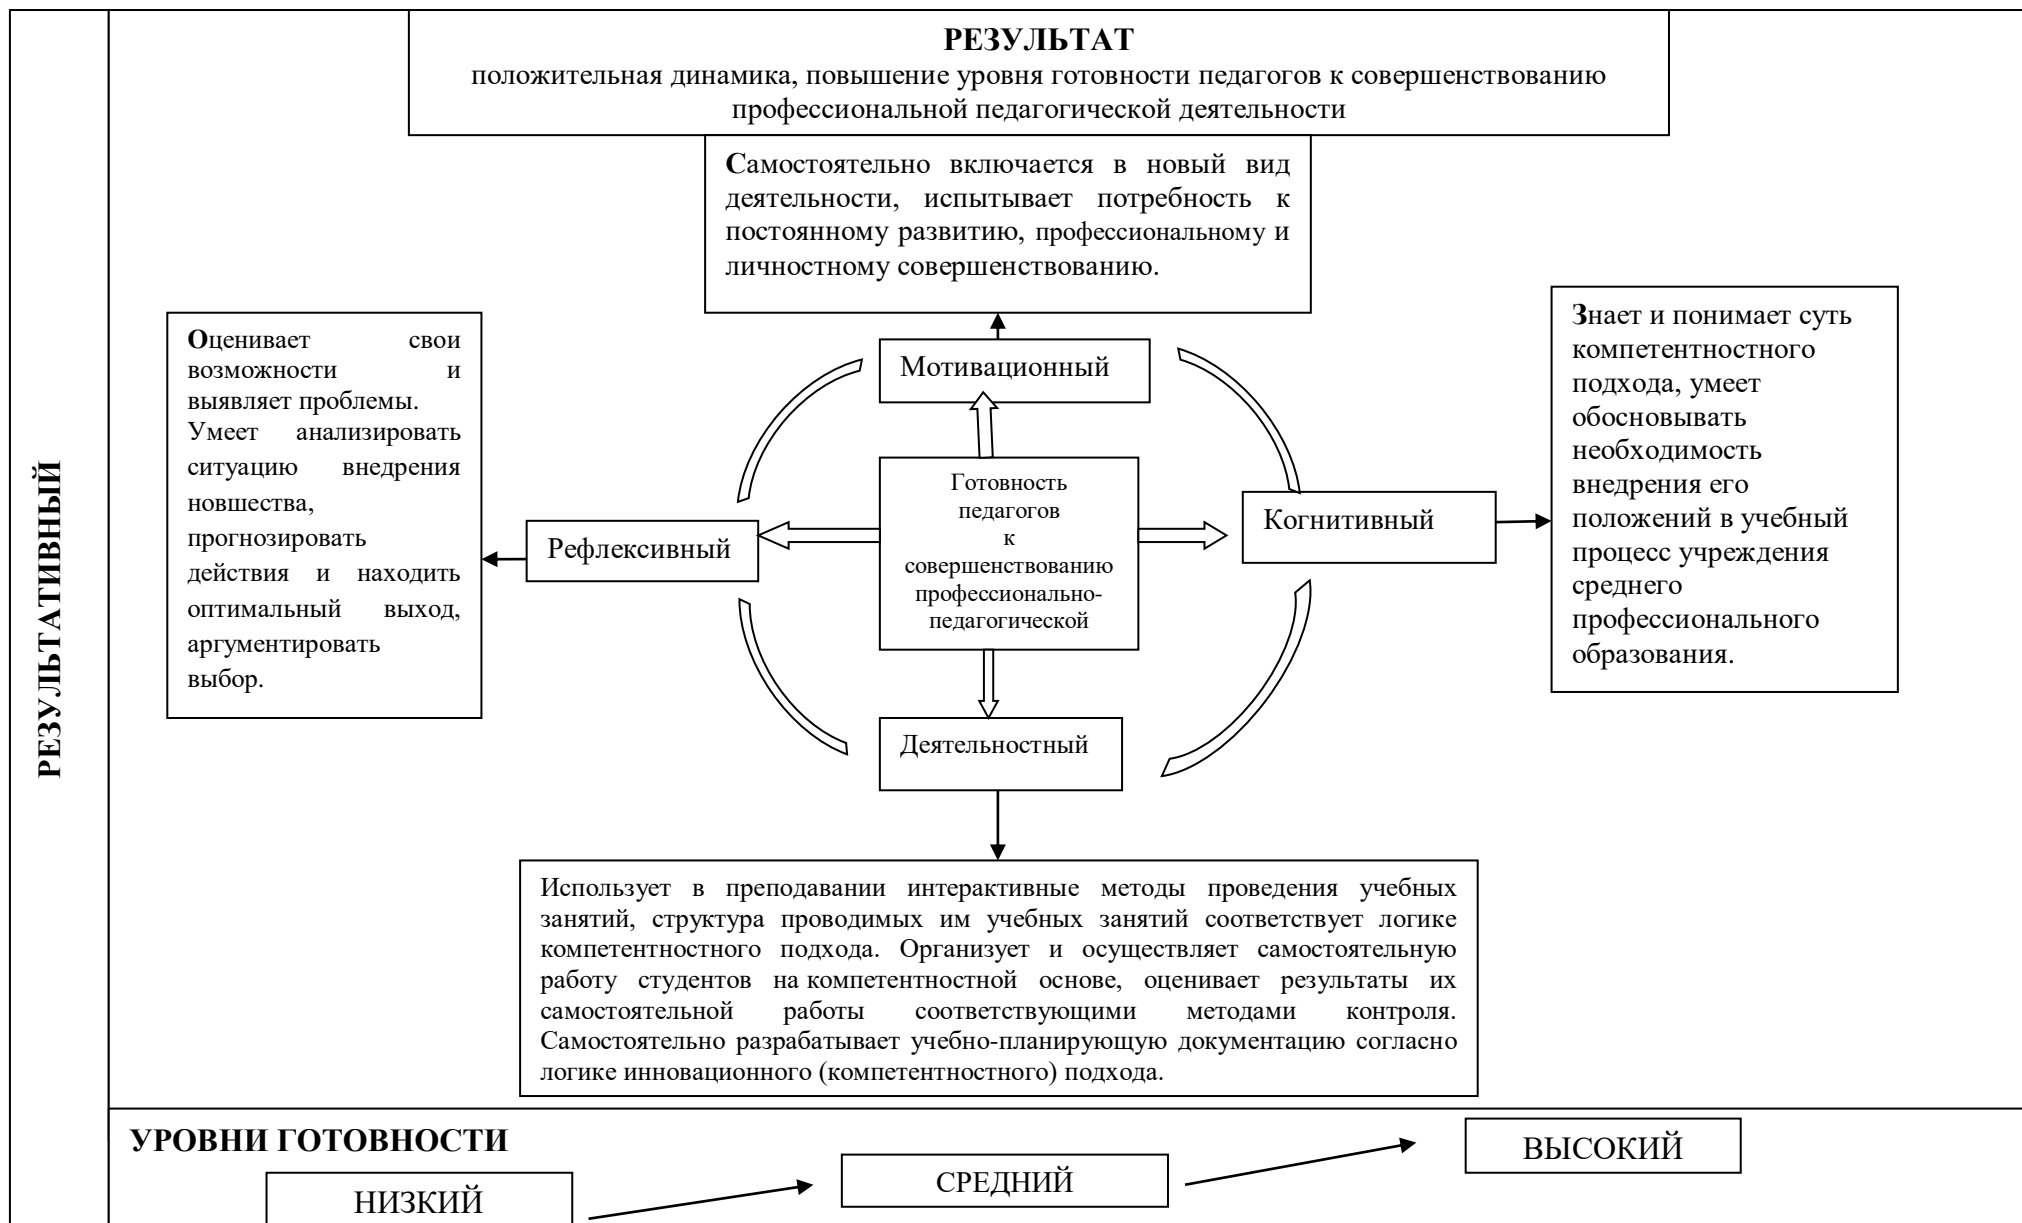 РЕЗУЛЬТАТИВНЫЙ
РЕЗУЛЬТАТ
положительная динамика, повышение уровня готовности педагогов к совершенствованию
профессиональной педагогической деятельности
Самостоятельно включается в новый вид
деятельности, испытывает потребность к
постоянному развитию, профессиональному и
личностному совершенствованию.
Оценивает свои
возможности и
выявляет проблемы.
Умеет анализировать
ситуацию внедрения
новшества,
прогнозировать
действия и находить
оптимальный выход,
аргументировать
выбор.
Мотивационный
Рефлексивный
Готовность
педагогов
к
совершенствованию
профессионально-
педагогической
Когнитивный
Знает и понимает суть
компетентностного
подхода, умеет
обосновывать
необходимость
внедрения его
положений в учебный
процесс учреждения
среднего
профессионального
образования.
Деятельностный
Использует в преподавании интерактивные методы проведения учебных
занятий, структура проводимых им учебных занятий соответствует логике
компетентностного подхода. Организует и осуществляет самостоятельную
работу студентов на компетентностной основе, оценивает результаты их
самостоятельной работы соответствующими методами контроля.
Самостоятельно разрабатывает учебно-планирующую документацию согласно
логике инновационного (компетентностного) подхода.
УРОВНИ ГОТОВНОСТИ
НИЗКИЙ
СРЕДНИЙ
ВЫСОКИЙ